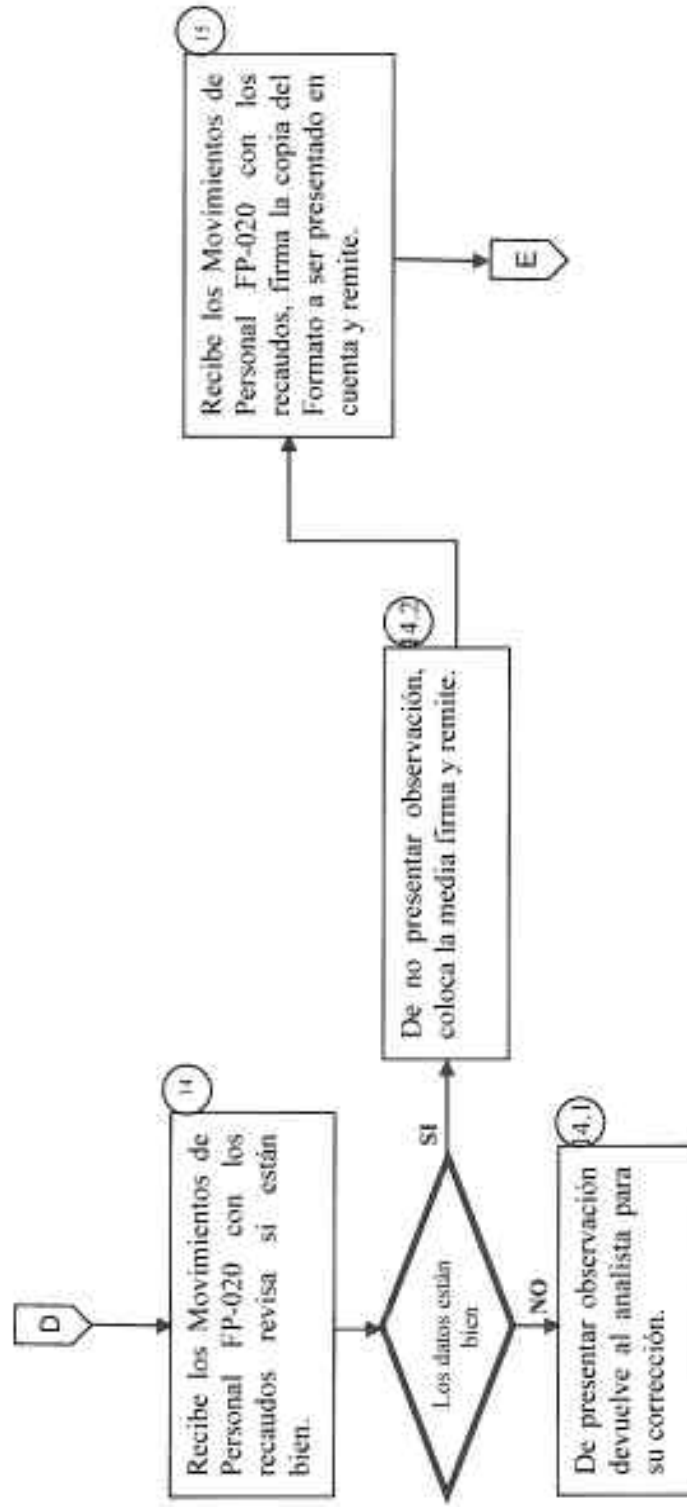 D
14
Recibe los Movimientos de
Personal FP-020 con los
recaudos revisa si están
bien.
Los datos están
bien
SI
NO
14.1
De presentar observación
devuelve al analista para
su corrección.
14.2
De no presentar observación,
coloca la media firma y remite.
15
Recibe los Movimientos de
Personal FP-020 con los
recaudos, firma la copia del
Formato a ser presentado en
cuenta y remite.
E